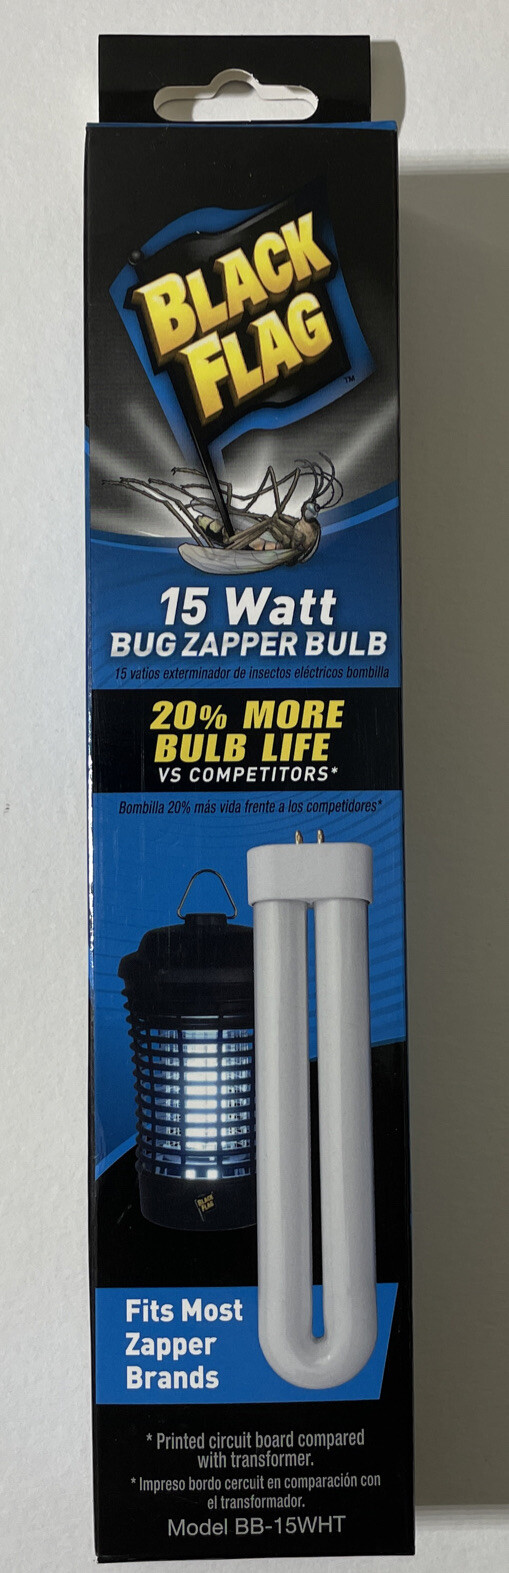 BLACK
FLAG
TM
15 Watt
BUG ZAPPER BULB
15 vatios exterminador de insectos eléctricos bombilla
20% MORE
BULB LIFE
VS COMPETITORS*
Bombilla 20% más vida frente a los competidores*
BLACK
FLAG
Fits Most
Zapper
Brands
* Printed circuit board compared
with transformer.
* Impreso bordo cercuit en comparación con
el transformador.
Model BB-15WHT